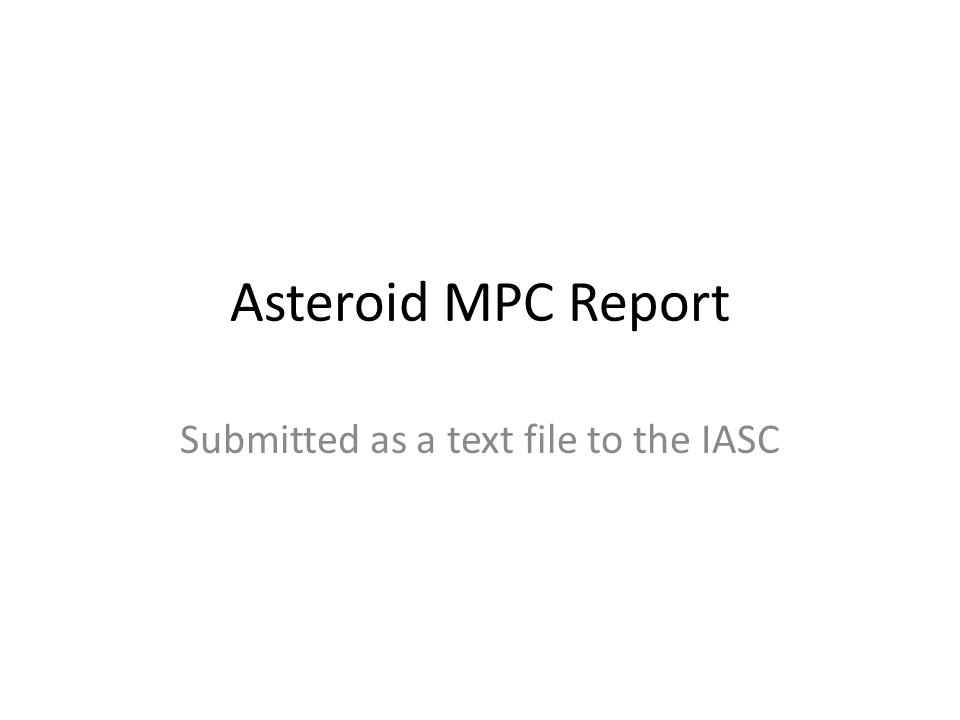 Asteroid MPC Report
Submitted as a text file to the IASC